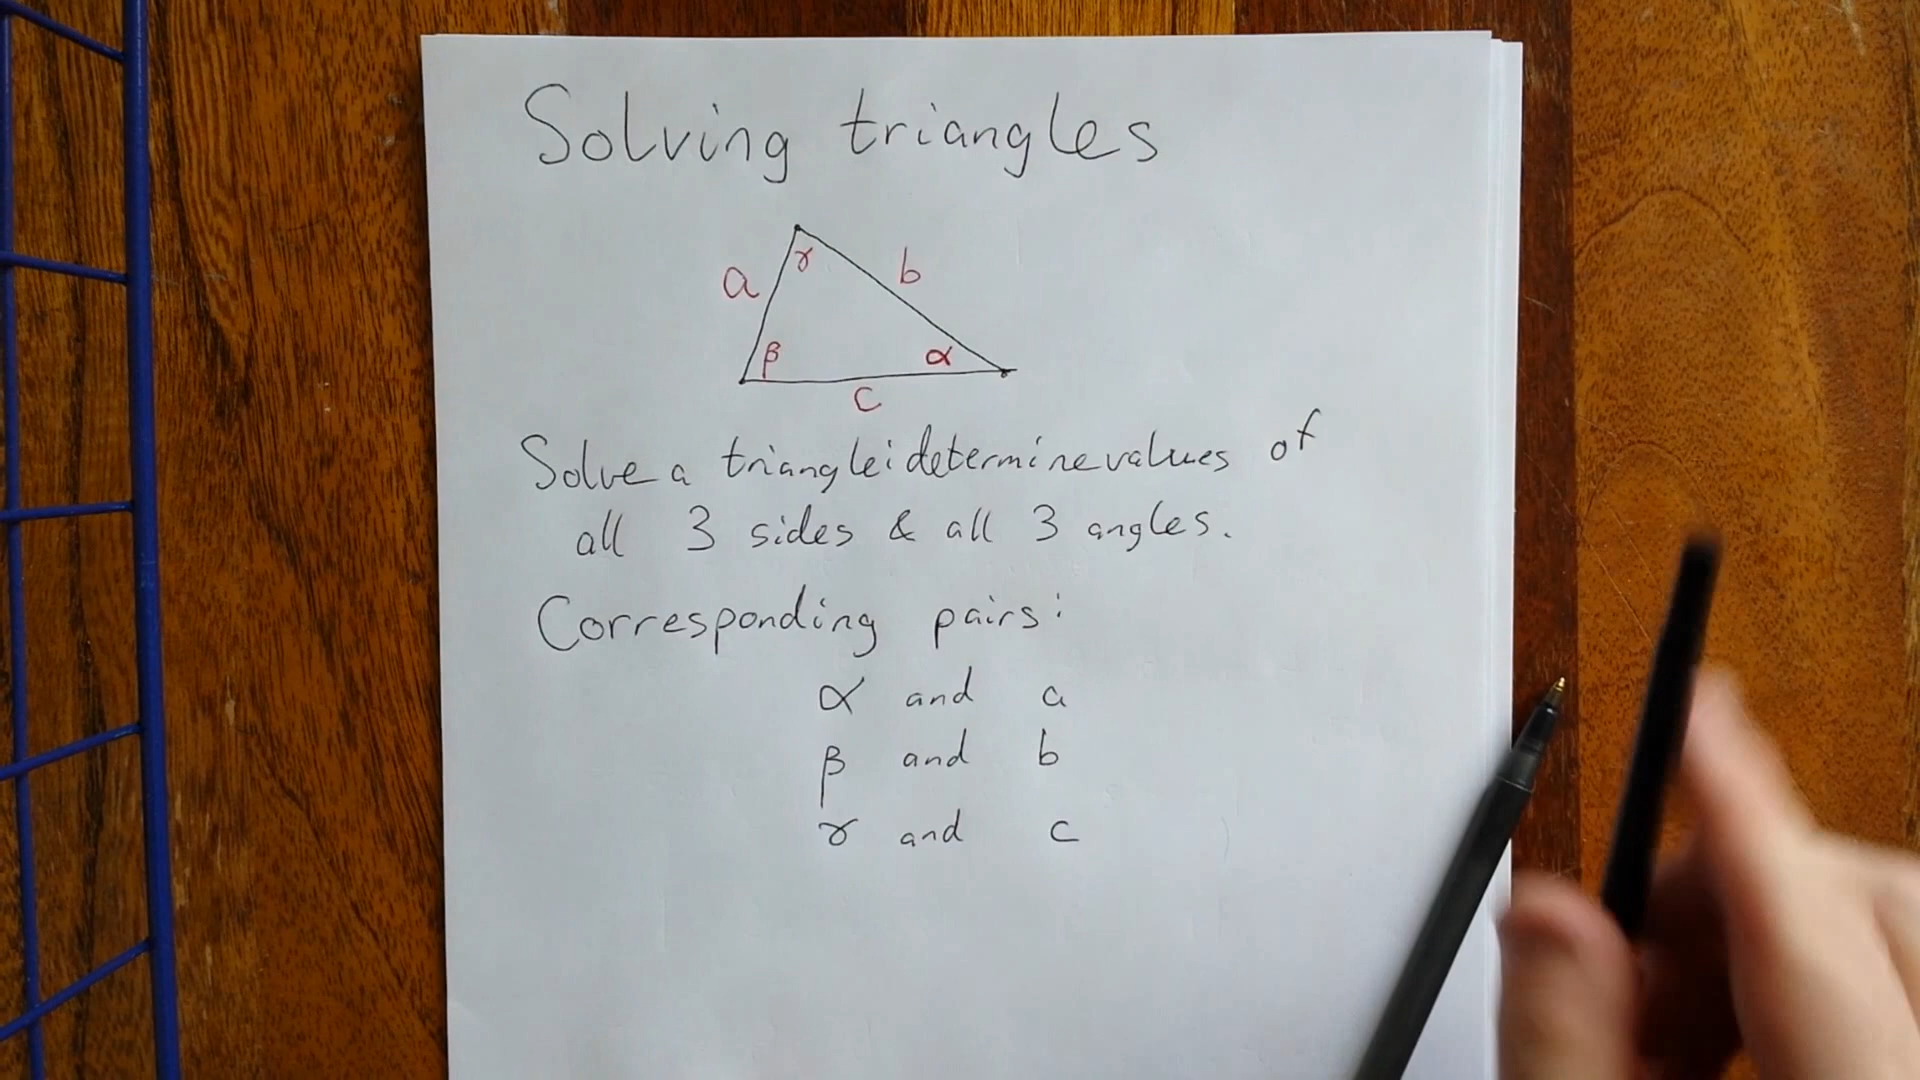 Solving triangles
a γ b
β α
c
Solve a triangle: determine values of
all 3 sides & all 3 angles.
Corresponding pairs:
α and a
β and b
γ and c